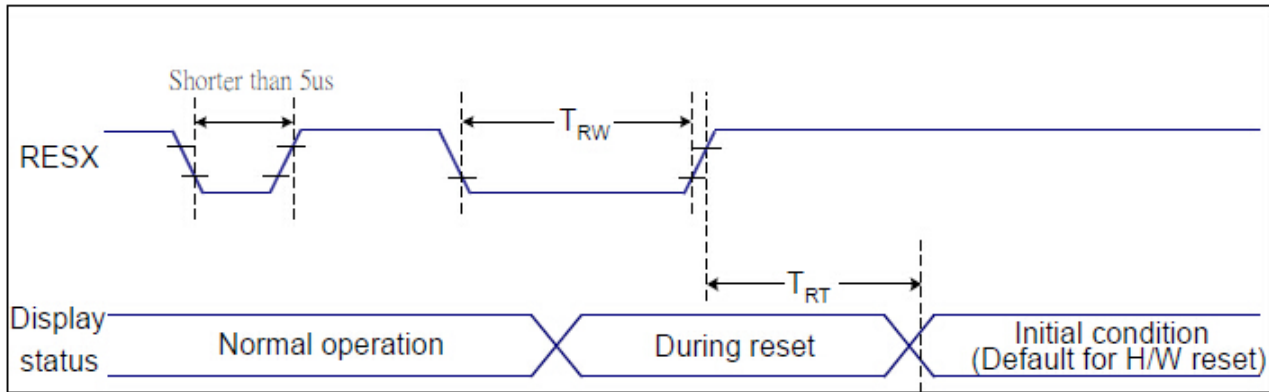 Shorter than 5us
RESX
TRW
TRT
Display
status
Normal operation
During reset
Initial condition
(Default for H/W reset)